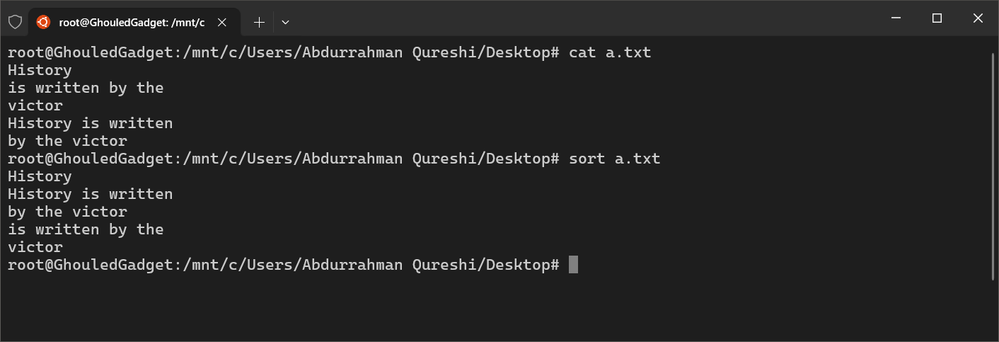 root@GhouledGadget: /mnt/c
root@GhouledGadget:/mnt/c/Users/Abdurrahman Qureshi/Desktop# cat a.txt
History
is written by the
victor
History is written
by the victor
root@GhouledGadget:/mnt/c/Users/Abdurrahman Qureshi/Desktop# sort a.txt
History
History is written
by the victor
is written by the
victor
root@GhouledGadget:/mnt/c/Users/Abdurrahman Qureshi/Desktop#